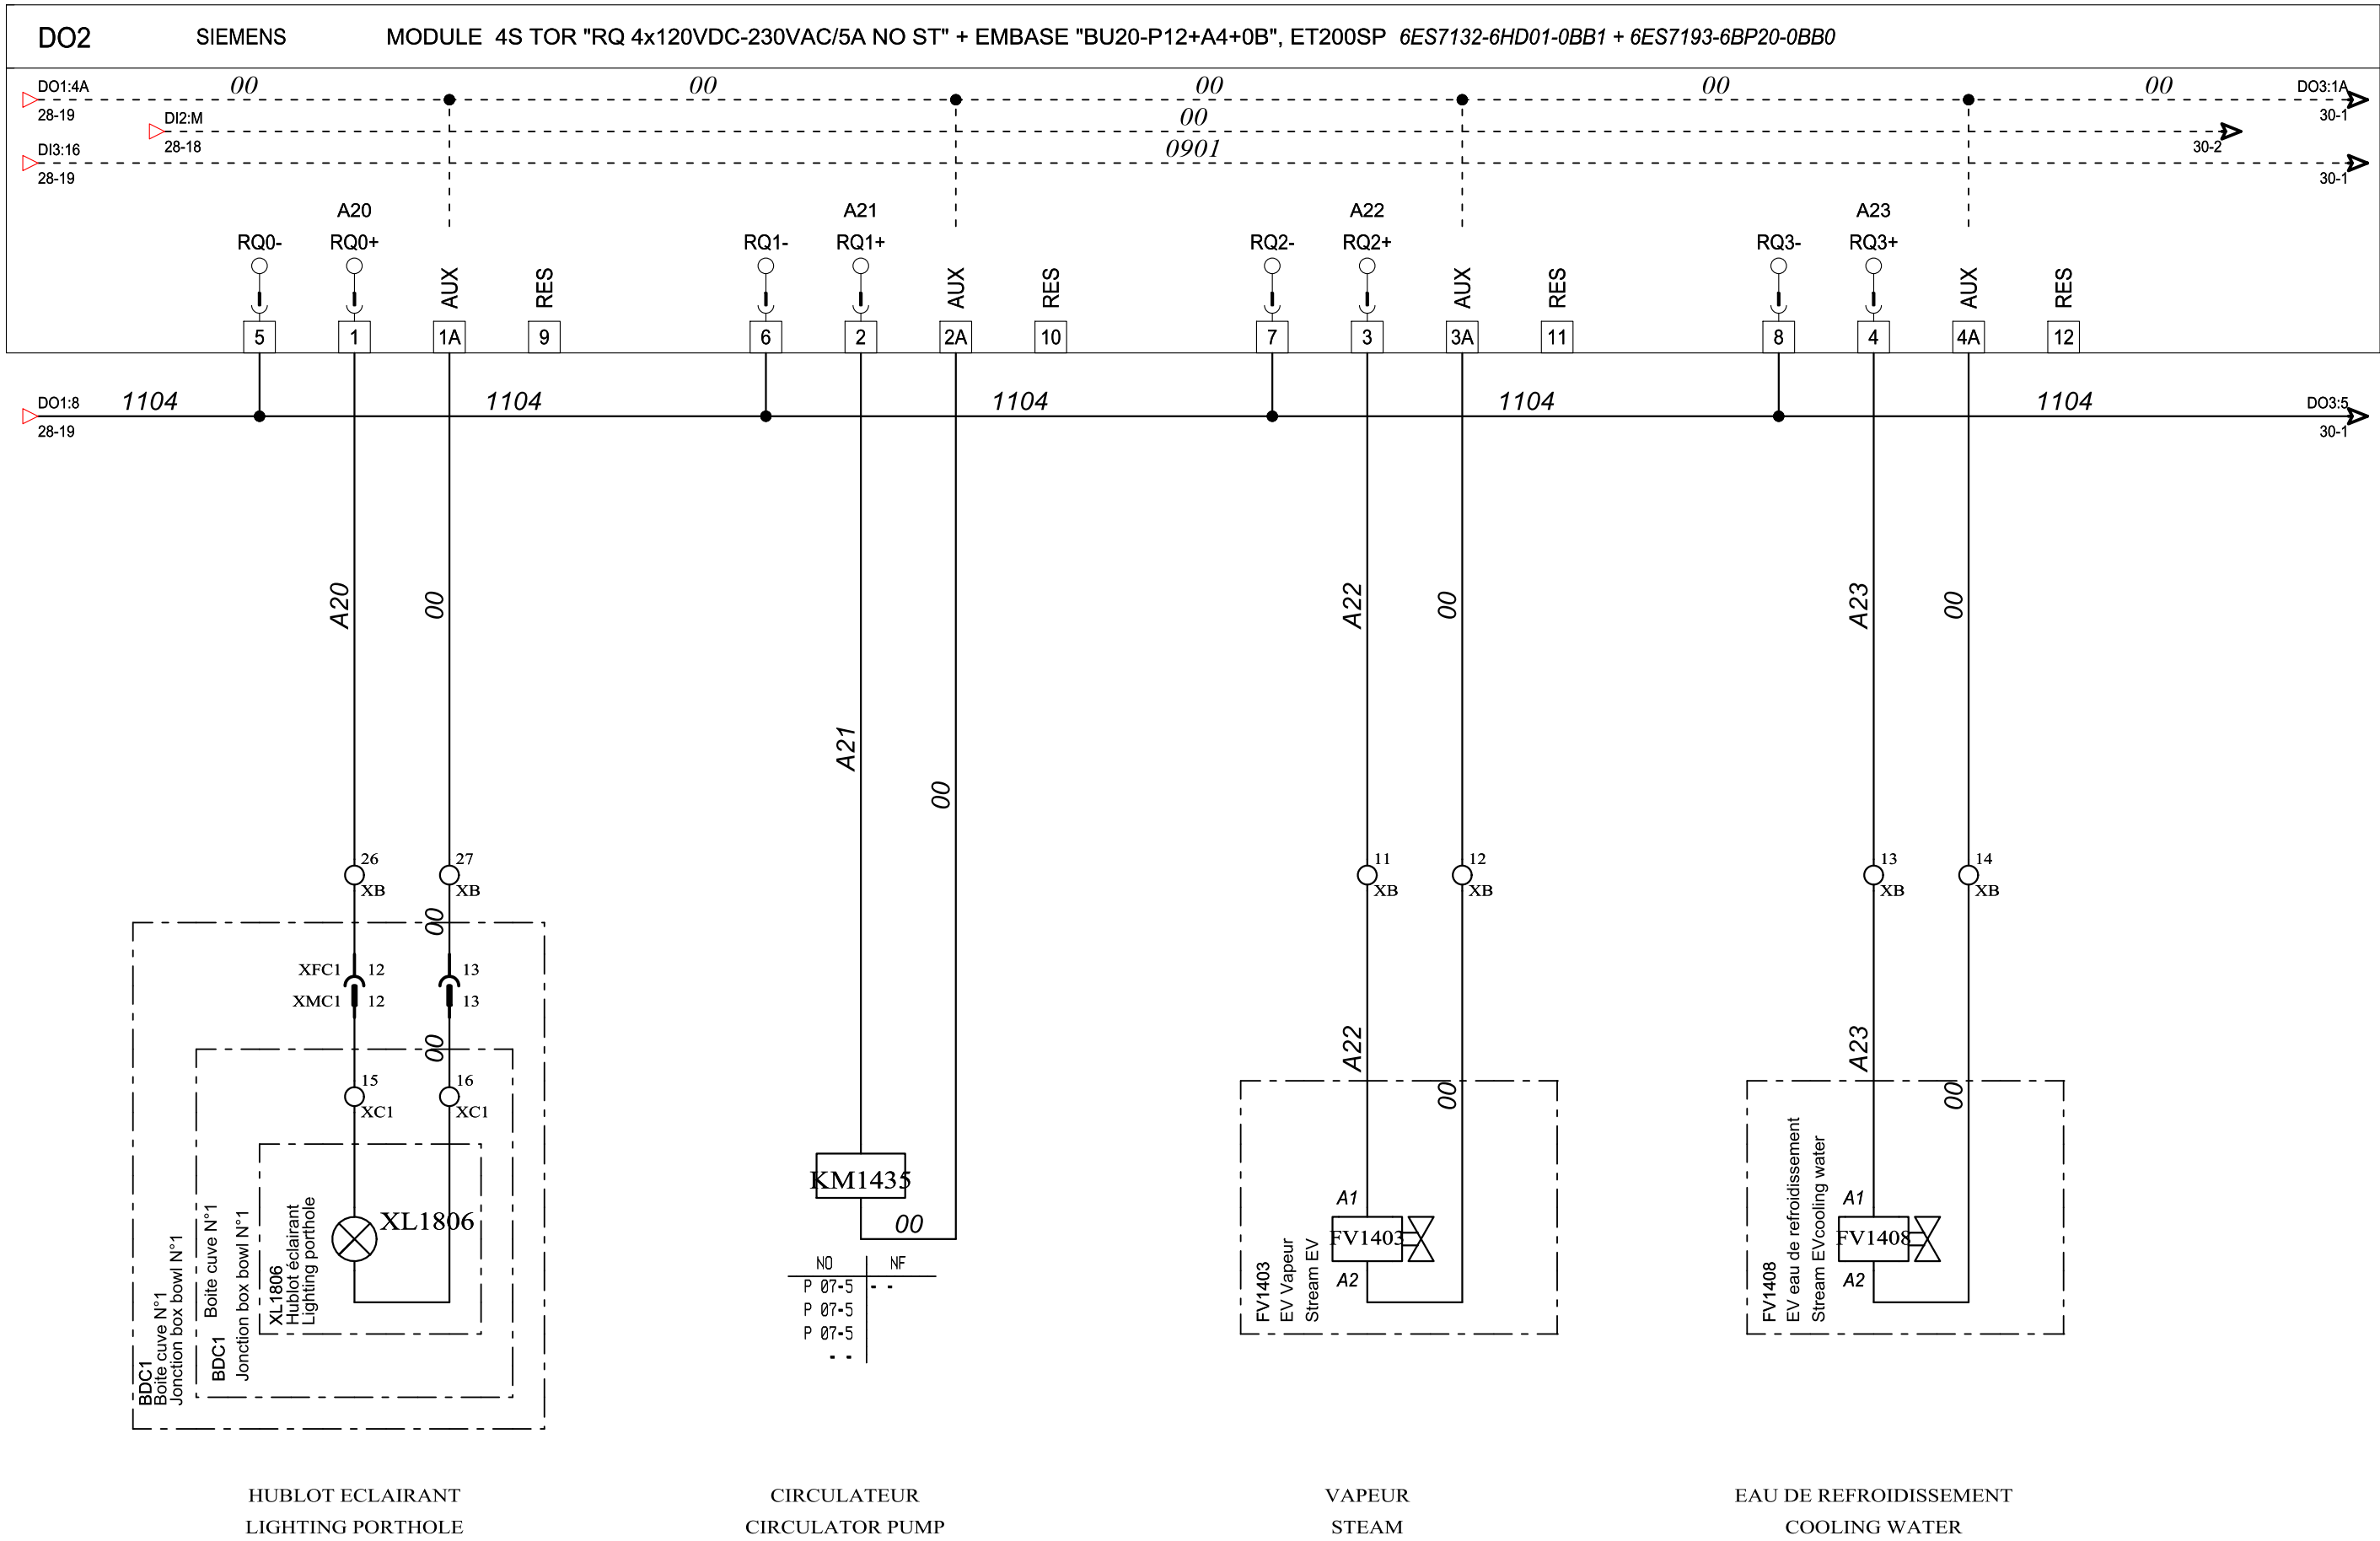 DO2 SIEMENS MODULE 4S TOR "RQ 4x120VDC-230VAC/5A NO ST" + EMBASE "BU20-P12+A4+0B", ET200SP 6ES7132-6HD01-0BB1 + 6ES7193-6BP20-0BB0
DO1:4A 00 00 00 00 00 DO3:1A
28-19 30-1
DI2:M 00
28-18 30-2
DI3:16 0901
28-19 30-1
A20 A21 A22 A23
RQ0- RQ0+ RQ1- RQ1+ RQ2- RQ2+ RQ3- RQ3+
AUX RES AUX RES AUX RES AUX RES
5 1 1A 9 6 2 2A 10 7 3 3A 11 8 4 4A 12
DO1:8 1104 1104 1104 1104 1104 DO3:5
28-19 30-1
A20 00 A22 00 A23 00
A21 00
26 27 11 12 13 14
XB XB XB XB XB XB
00
XFC1 12 13
XMC1 12 13
00 A22 A23
15 16 00 00
XC1 XC1
KM1435
00
XL1806
A1 A1
FV1403 FV1408
A2 A2
BDC1
Boite cuve N°1
Jonction box bowl N°1
BDC1 Boite cuve N°1
Jonction box bowl N°1
XL1806
Hublot éclairant
Lighting porthole
NO NF
P 07-5 - -
P 07-5
P 07-5
- -
FV1403
EV Vapeur
Stream EV
FV1408
EV eau de refroidissement
Stream EVcooling water
HUBLOT ECLAIRANT CIRCULATEUR VAPEUR EAU DE REFROIDISSEMENT
LIGHTING PORTHOLE CIRCULATOR PUMP STEAM COOLING WATER